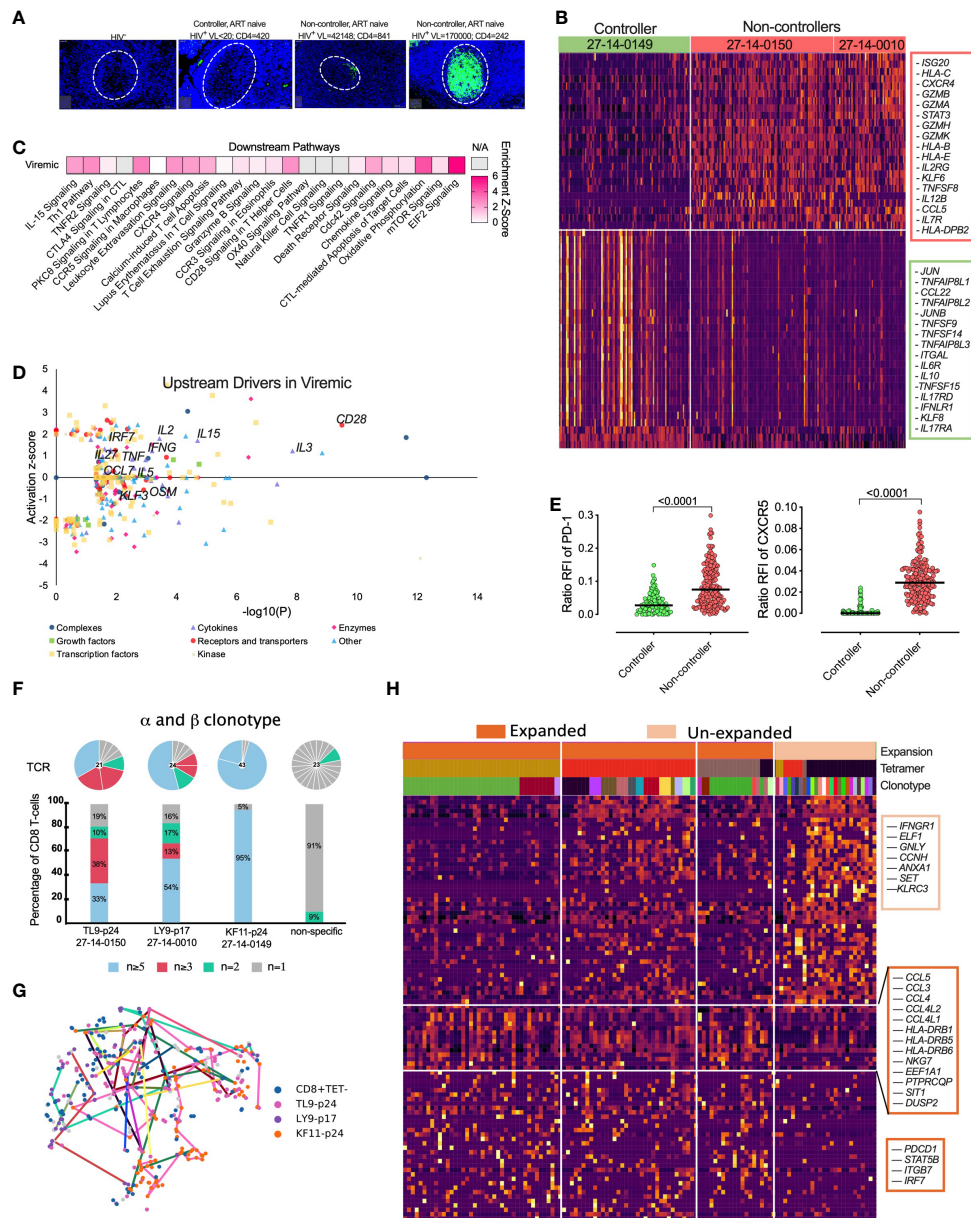 A
HIV-
Controller, ART naive
HIV+ VL<20; CD4=420
Non-controller, ART naive
HIV+ VL=42148; CD4=841
Non-controller, ART naive
HIV+ VL=170000; CD4=242
B
Controller
Non-controllers
27-14-0149
27-14-0150
27-14-0010
- ISG20
- HLA-C
- CXCR4
- GZMB
- GZMA
- STAT3
- GZMH
- GZMK
- HLA-B
- HLA-E
- IL2RG
- KLF6
- TNFSF8
- IL12B
- CCL5
- IL7R
- HLA-DPB2
- JUN
- TNFAIP8L1
- CCL22
- TNFAIP8L2
- JUNB
- TNFSF9
- TNFSF14
- TNFAIP8L3
- ITGAL
- IL6R
- IL10
-TNFSF15
- IL17RD
- IFNLR1
- KLF8
- IL17RA
C
Downstream Pathways
Viremic
IL-15 Signaling
Th1 Pathway
TNFR2 Signaling
CTLA4 Signaling in CTL
PKCθ Signaling in T Lymphocytes
CCR5 Signaling in Macrophages
Leukocyte Extravasation Signaling
CXCR4 Signaling
Calcium-induced T Cell Apoptosis
Lupus Erythematosus in T Cell Signaling
T Cell Exhaustion Signaling Pathway
Granzyme B Signaling
CCR3 Signaling in Eosinophils
CD28 Signaling in T Helper Cells
OX40 Signaling Pathway
Natural Killer Cell Signaling
TNFR1 Signaling
Death Receptor Signaling
Cdc42 Signaling
Chemokine Signaling
CTL-mediated Apoptosis of Target Cells
Oxidative Phosphorylation
mTOR Signaling
EIF2 Signaling
N/A
6
4
2
0
Enrichment Z-Score
D
Upstream Drivers in Viremic
Activation z-score
5
4
3
2
1
0
-1
-2
-3
-4
-5
IRF7
IL2
IL15
CD28
IL27
TNF
IFNG
IL3
CCL7
IL5
KLF3
OSM
0
2
4
6
8
10
12
14
-log10(P)
Complexes
Cytokines
Enzymes
Growth factors
Receptors and transporters
Other
Transcription factors
Kinase
E
<0.0001
Ratio RFI of PD-1
0.3
0.2
0.1
0.0
Controller
Non-controller
<0.0001
Ratio RFI of CXCR5
0.10
0.08
0.06
0.04
0.02
0.00
Controller
Non-controller
F
α and β clonotype
TCR
21
24
43
23
Percentage of CD8 T-cells
100
80
60
40
20
0
19%
10%
38%
33%
16%
17%
13%
54%
5%
95%
91%
9%
TL9-p24
27-14-0150
LY9-p17
27-14-0010
KF11-p24
27-14-0149
non-specific
n≥5
n≥3
n=2
n=1
G
CD8+TET-
TL9-p24
LY9-p17
KF11-p24
H
Expanded
Un-expanded
Expansion
Tetramer
Clonotype
— IFNGR1
— ELF1
— GNLY
— CCNH
— ANXA1
— SET
—KLRC3
— CCL5
— CCL3
— CCL4
— CCL4L2
— CCL4L1
— HLA-DRB1
— HLA-DRB5
— HLA-DRB6
— NKG7
— EEF1A1
— PTPRCQP
— SIT1
— DUSP2
— PDCD1
— STAT5B
— ITGB7
— IRF7